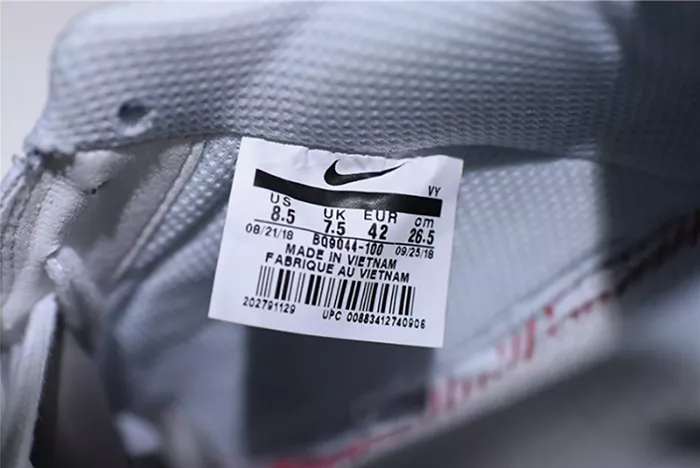 VY
US UK EUR cm
8.5 7.5 42 26.5
08/21/18 BQ9044-100 09/25/18
MADE IN VIETNAM
FABRIQUE AU VIETNAM
202791129 UPC 00883412740906